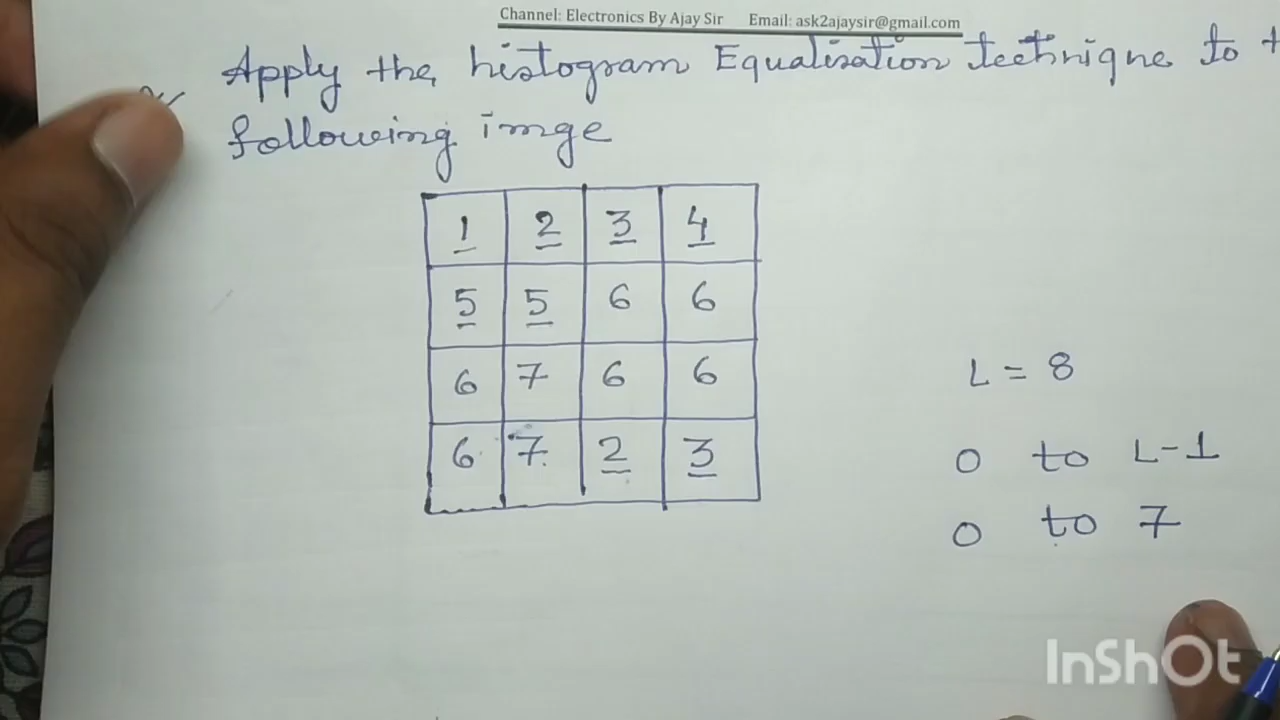 Channel: Electronics By Ajay Sir Email: ask2ajaysir@gmail.com
Apply the histogram Equalisation technique to
following imge
1 2 3 4
5 5 6 6
6 7 6 6
6 7 2 3
L = 8
0 to L-1
0 to 7
InShOt